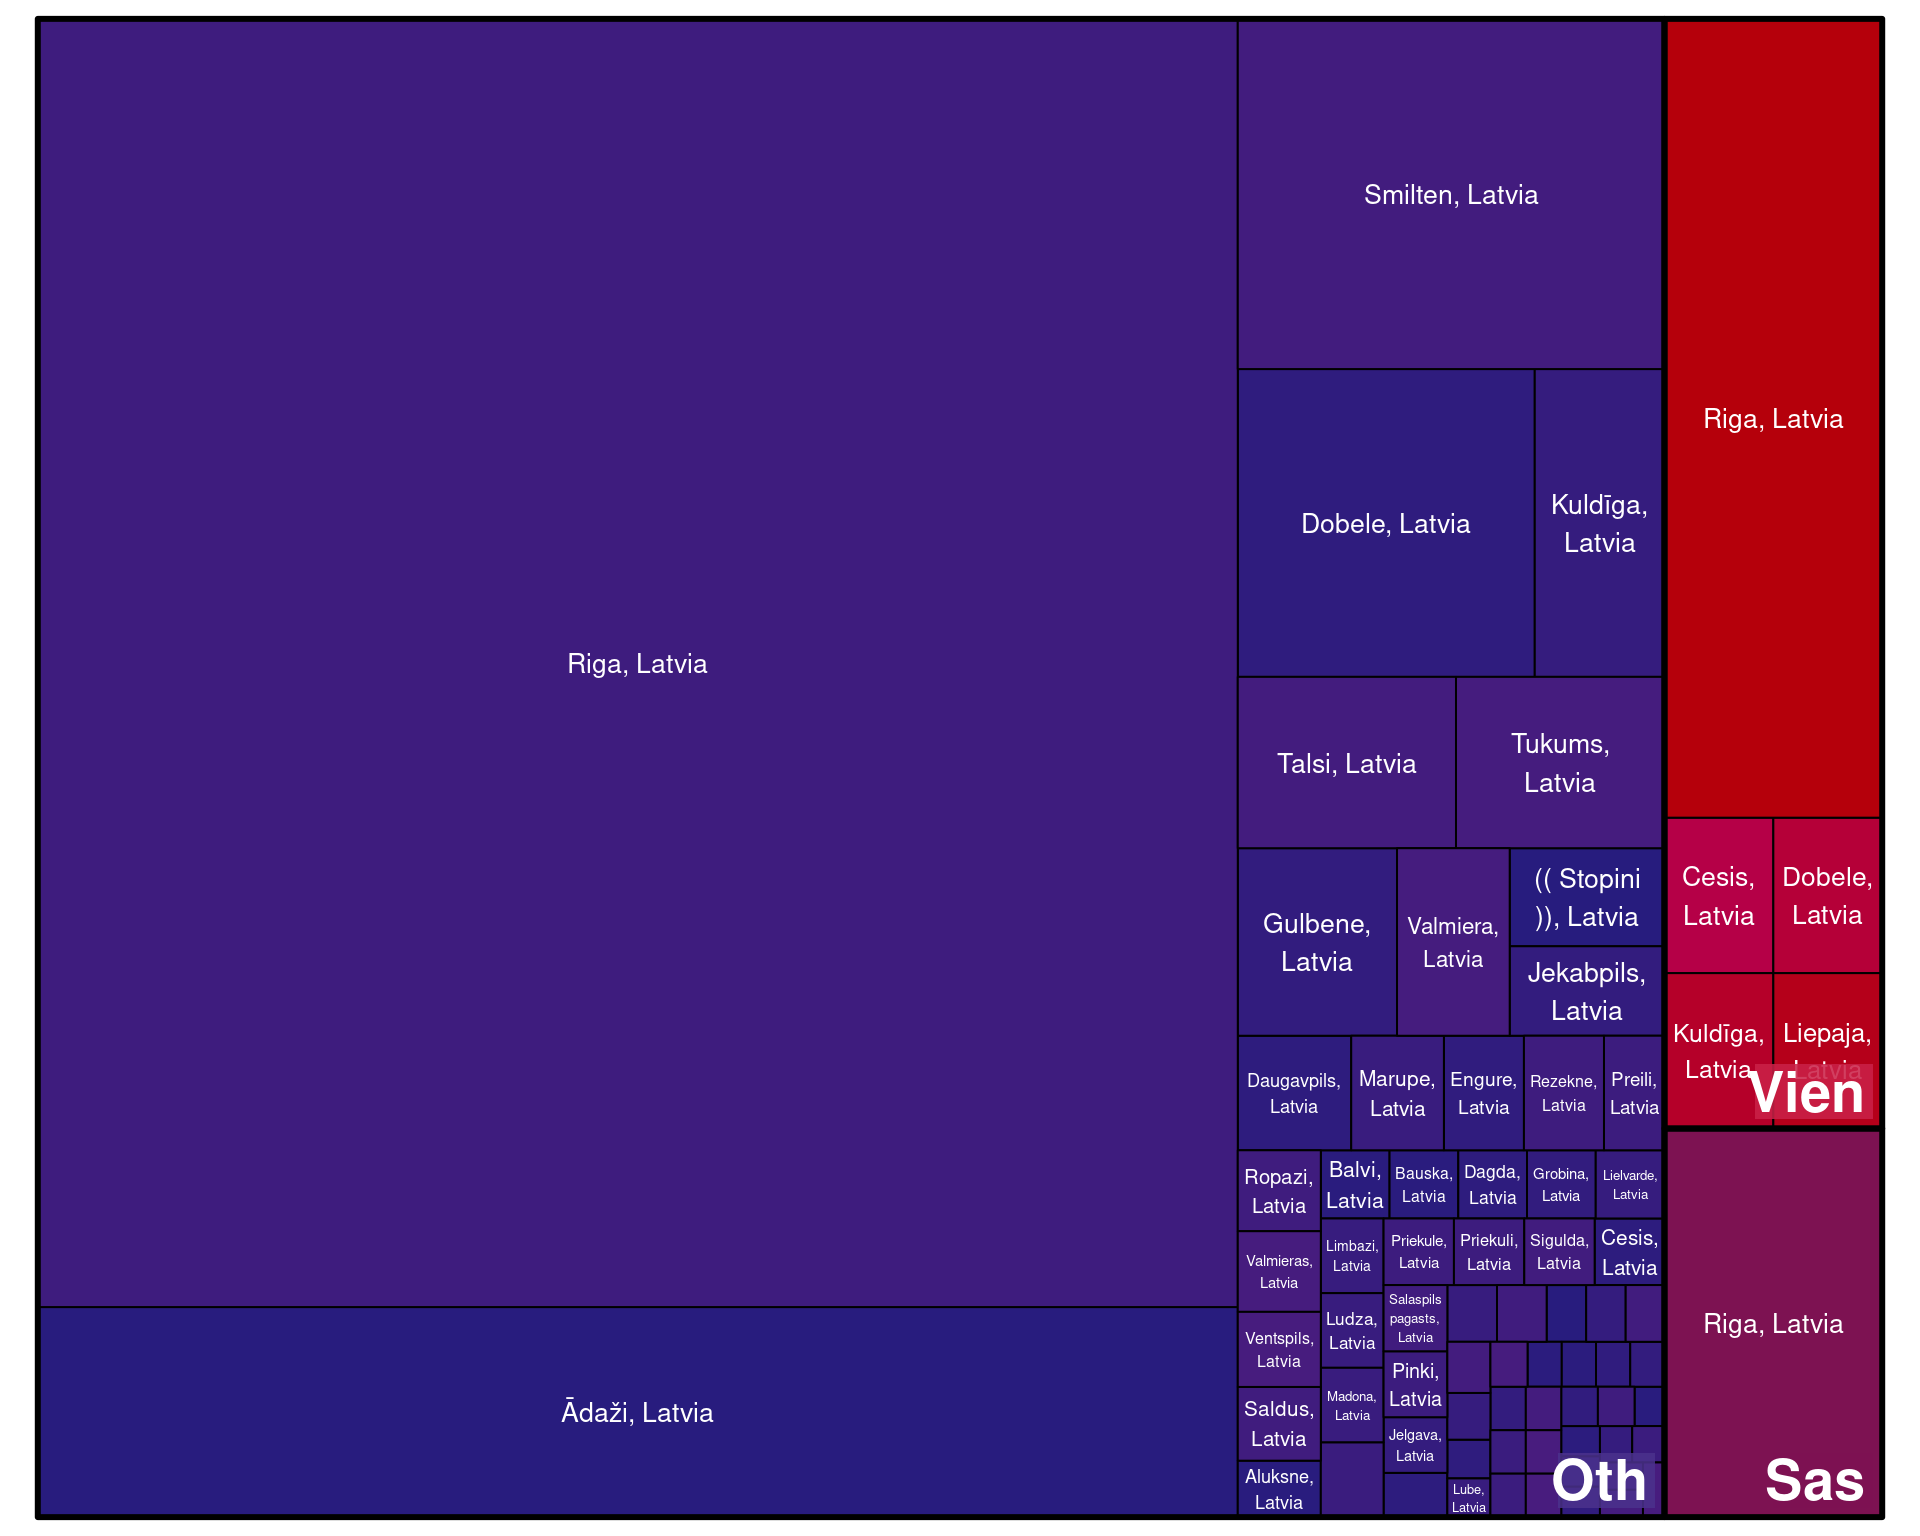 Riga, Latvia
Ādaži, Latvia
Smilten, Latvia
Dobele, Latvia
Kuldīga,
Latvia
Talsi, Latvia
Tukums,
Latvia
Gulbene,
Latvia
Valmiera,
Latvia
(( Stopini
)), Latvia
Jekabpils,
Latvia
Daugavpils,
Latvia
Marupe,
Latvia
Engure,
Latvia
Rezekne,
Latvia
Preili,
Latvia
Ropazi,
Latvia
Balvi,
Latvia
Bauska,
Latvia
Dagda,
Latvia
Grobina,
Latvia
Lielvarde,
Latvia
Valmieras,
Latvia
Limbazi,
Latvia
Priekule,
Latvia
Priekuli,
Latvia
Sigulda,
Latvia
Cesis,
Latvia
Ventspils,
Latvia
Ludza,
Latvia
Salaspils
pagasts,
Latvia
Saldus,
Latvia
Madona,
Latvia
Pinki,
Latvia
Jelgava,
Latvia
Aluksne,
Latvia
Lube,
Latvia
Oth
Riga, Latvia
Cesis,
Latvia
Dobele,
Latvia
Kuldīga,
Latvia
Liepaja,
Latvia
Vien
Riga, Latvia
Sas